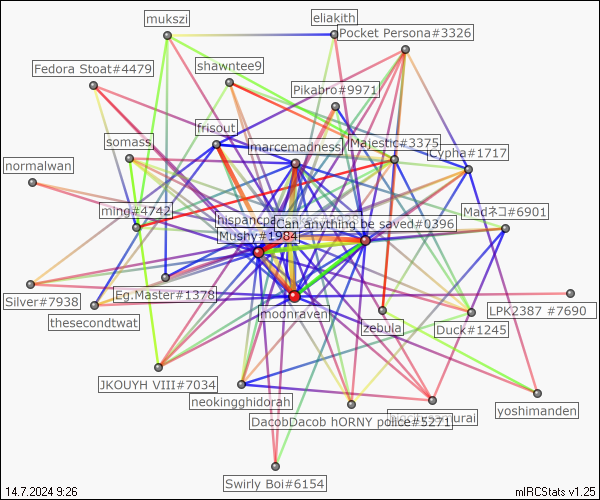 mukszi
eliakith
Pocket Persona#3326
Fedora Stoat#4479
shawntee9
Pikabro#9971
frisout
somass
marcemadness
Majestic#3375
Cypha#1717
normalwan
ming#4742
hispancpa
Can anything be saved#0396
Madネコ#6901
Mushy#1984
Silver#7938
Eg.Master#1378
thesecondtwat
moonraven
zebula
Duck#1245
LPK2387 #7690
JKOUYH VIII#7034
neokingghidorah
DacobDacob hORNY police#5271
urai
yoshimanden
Swirly Boi#6154
14.7.2024 9:26
mIRCStats v1.25